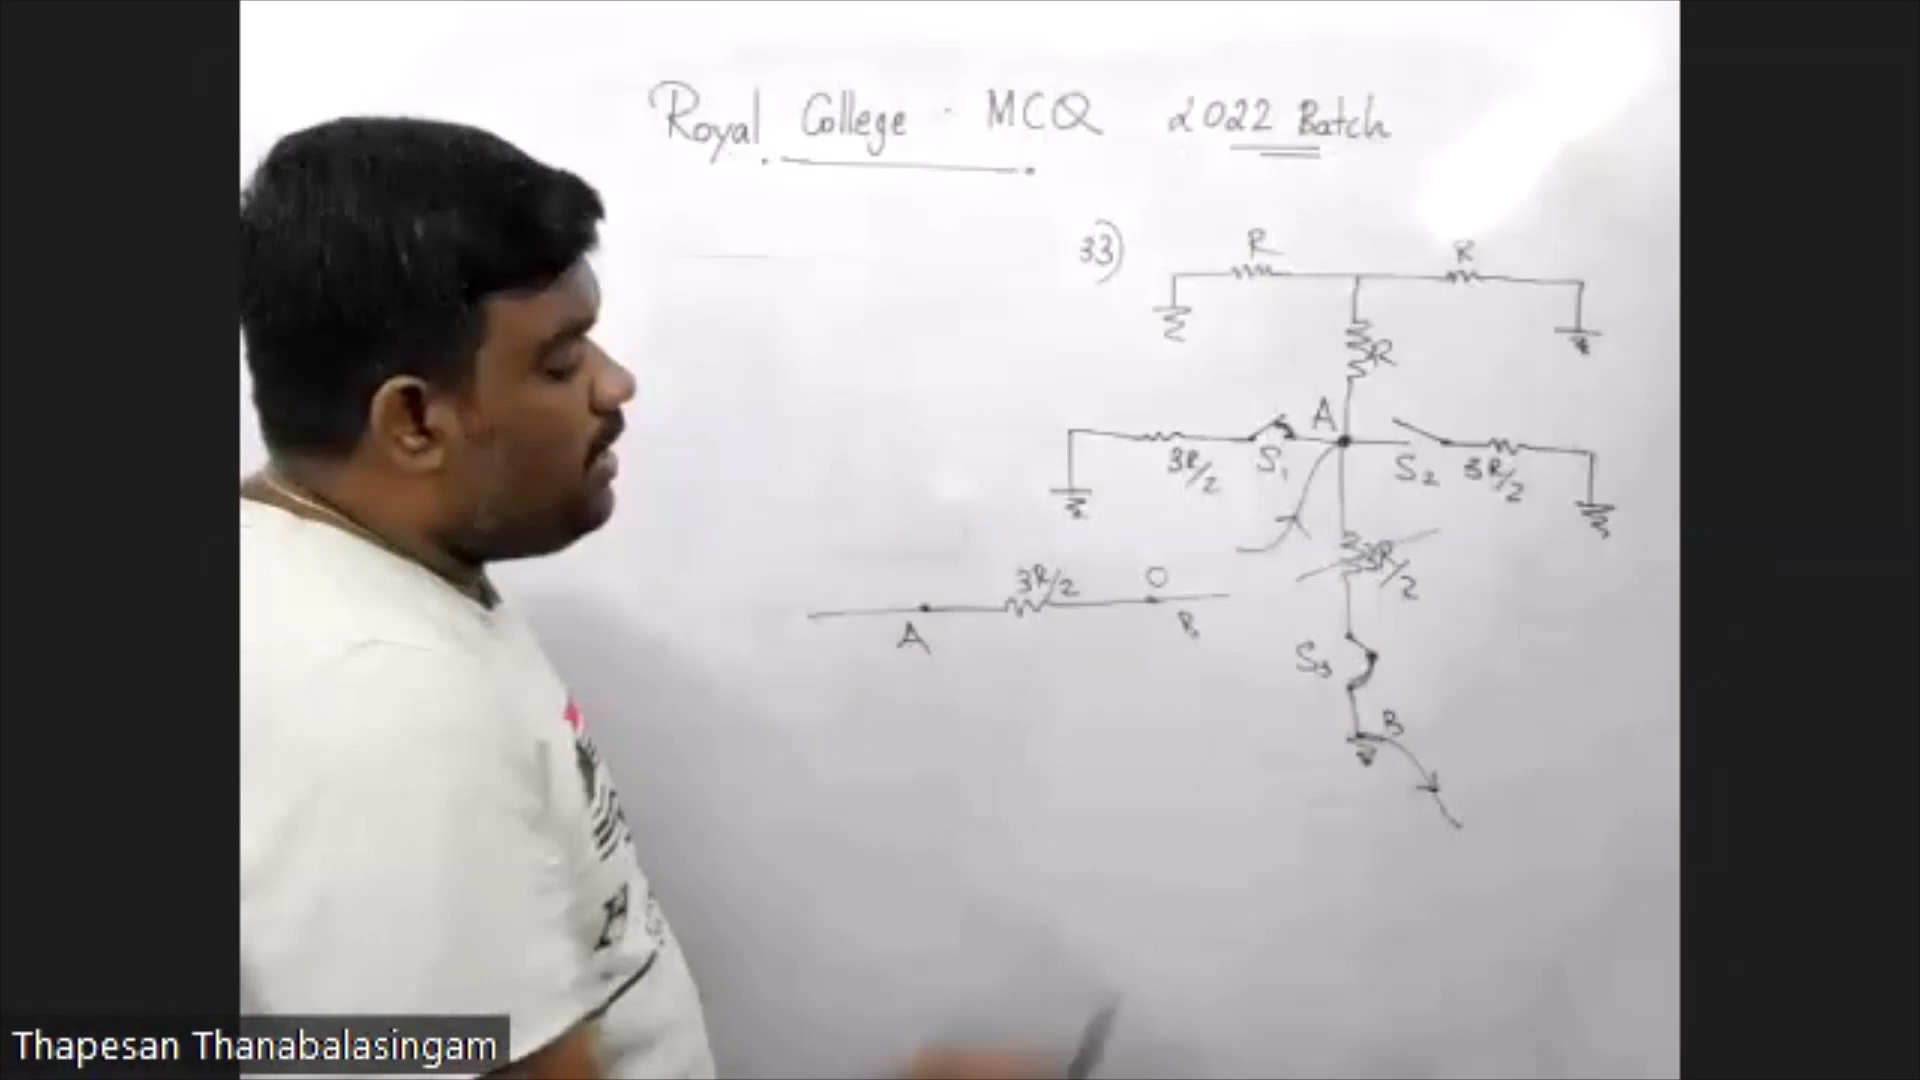 Royal College - MCQ 2022 Batch
33)
R
R
R
A
3R/2
S1
S2
3R/2
3R/2
O
3R/2
A
B
S3
B
Thapesan Thanabalasingam